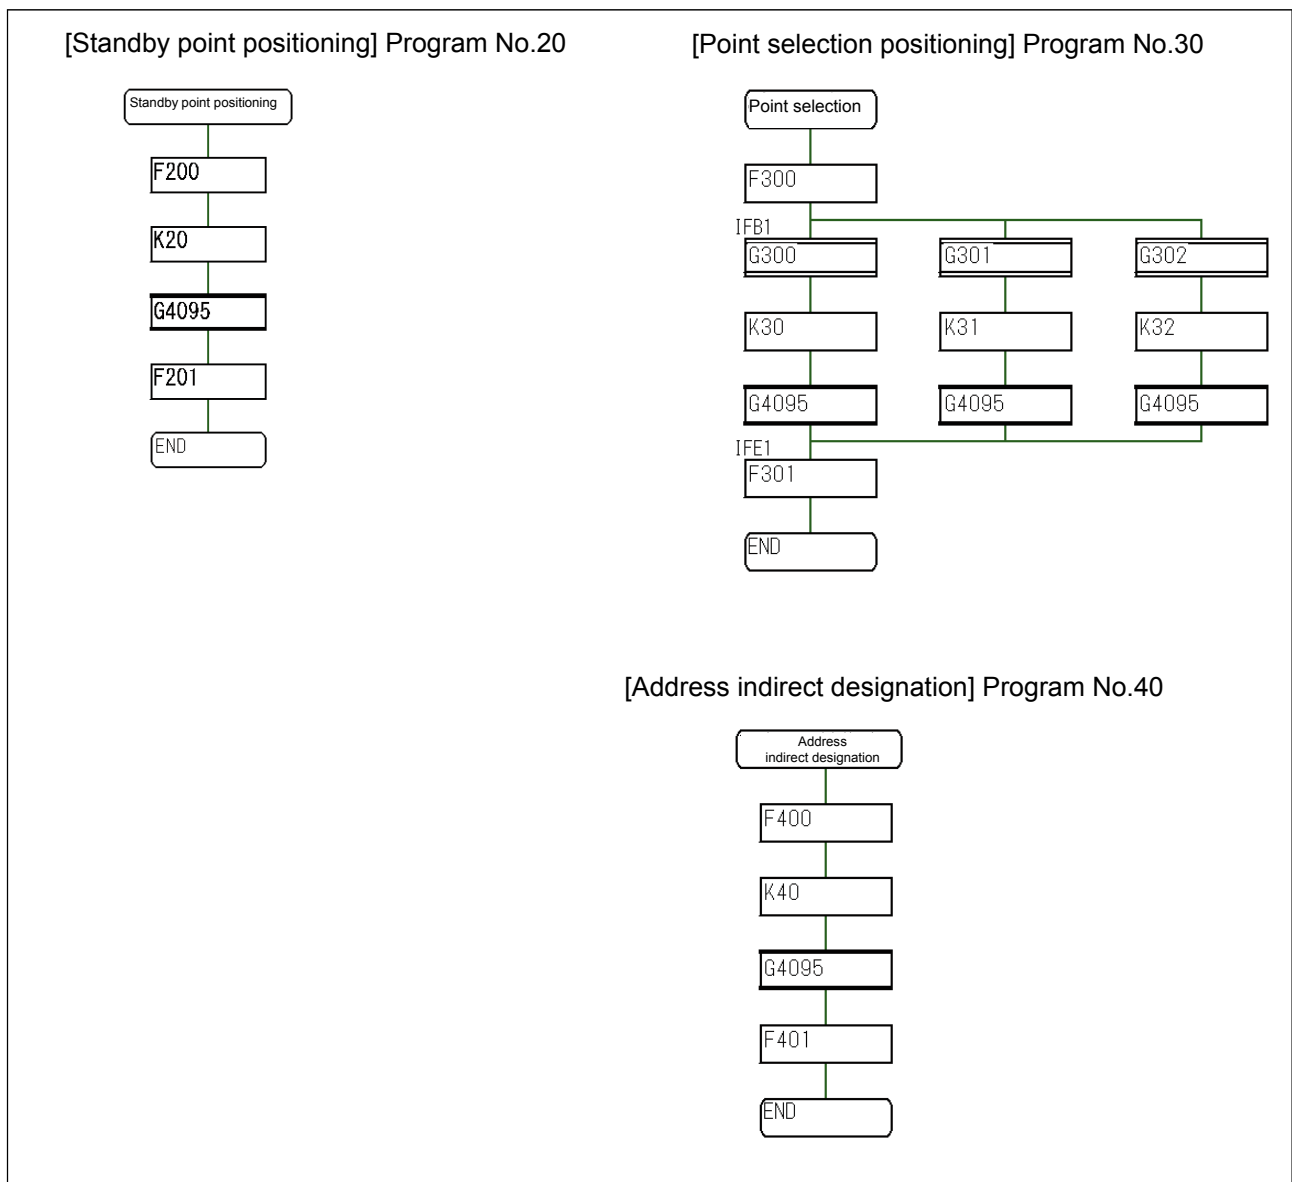 [Standby point positioning] Program No.20
Standby point positioning
F200
K20
G4095
F201
END
[Point selection positioning] Program No.30
Point selection
F300
IFB1
G300
G301
G302
K30
K31
K32
G4095
G4095
G4095
IFE1
F301
END
[Address indirect designation] Program No.40
Address
indirect designation
F400
K40
G4095
F401
END